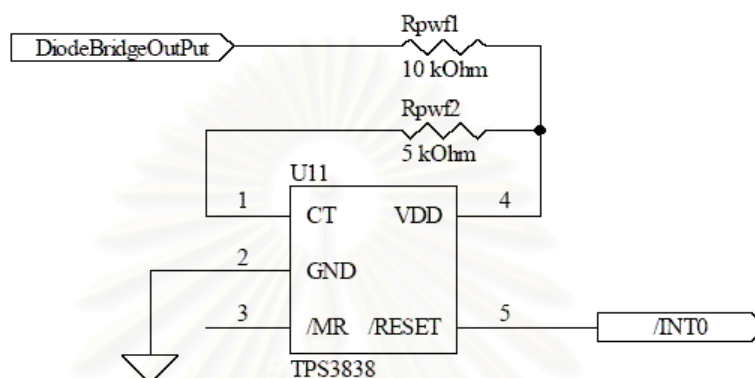 Rpwf1
DiodeBridgeOutPut
10 kOhm
Rpwf2
5 kOhm
U11
1 CT VDD 4
2 GND
3 /MR /RESET 5 /INT0
TPS3838